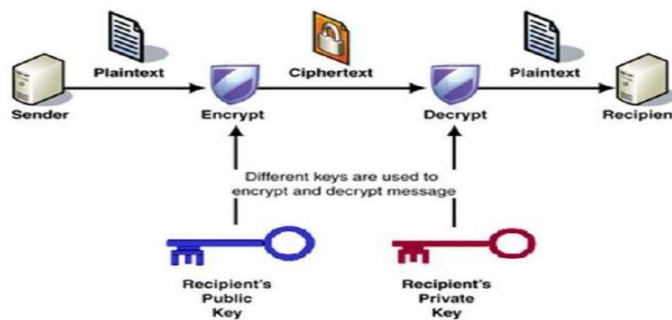 Plaintext
Ciphertext
Plaintext
Sender
Encrypt
Decrypt
Recipien
Different keys are used to
encrypt and decrypt message
Recipient's
Public
Key
Recipient's
Private
Key